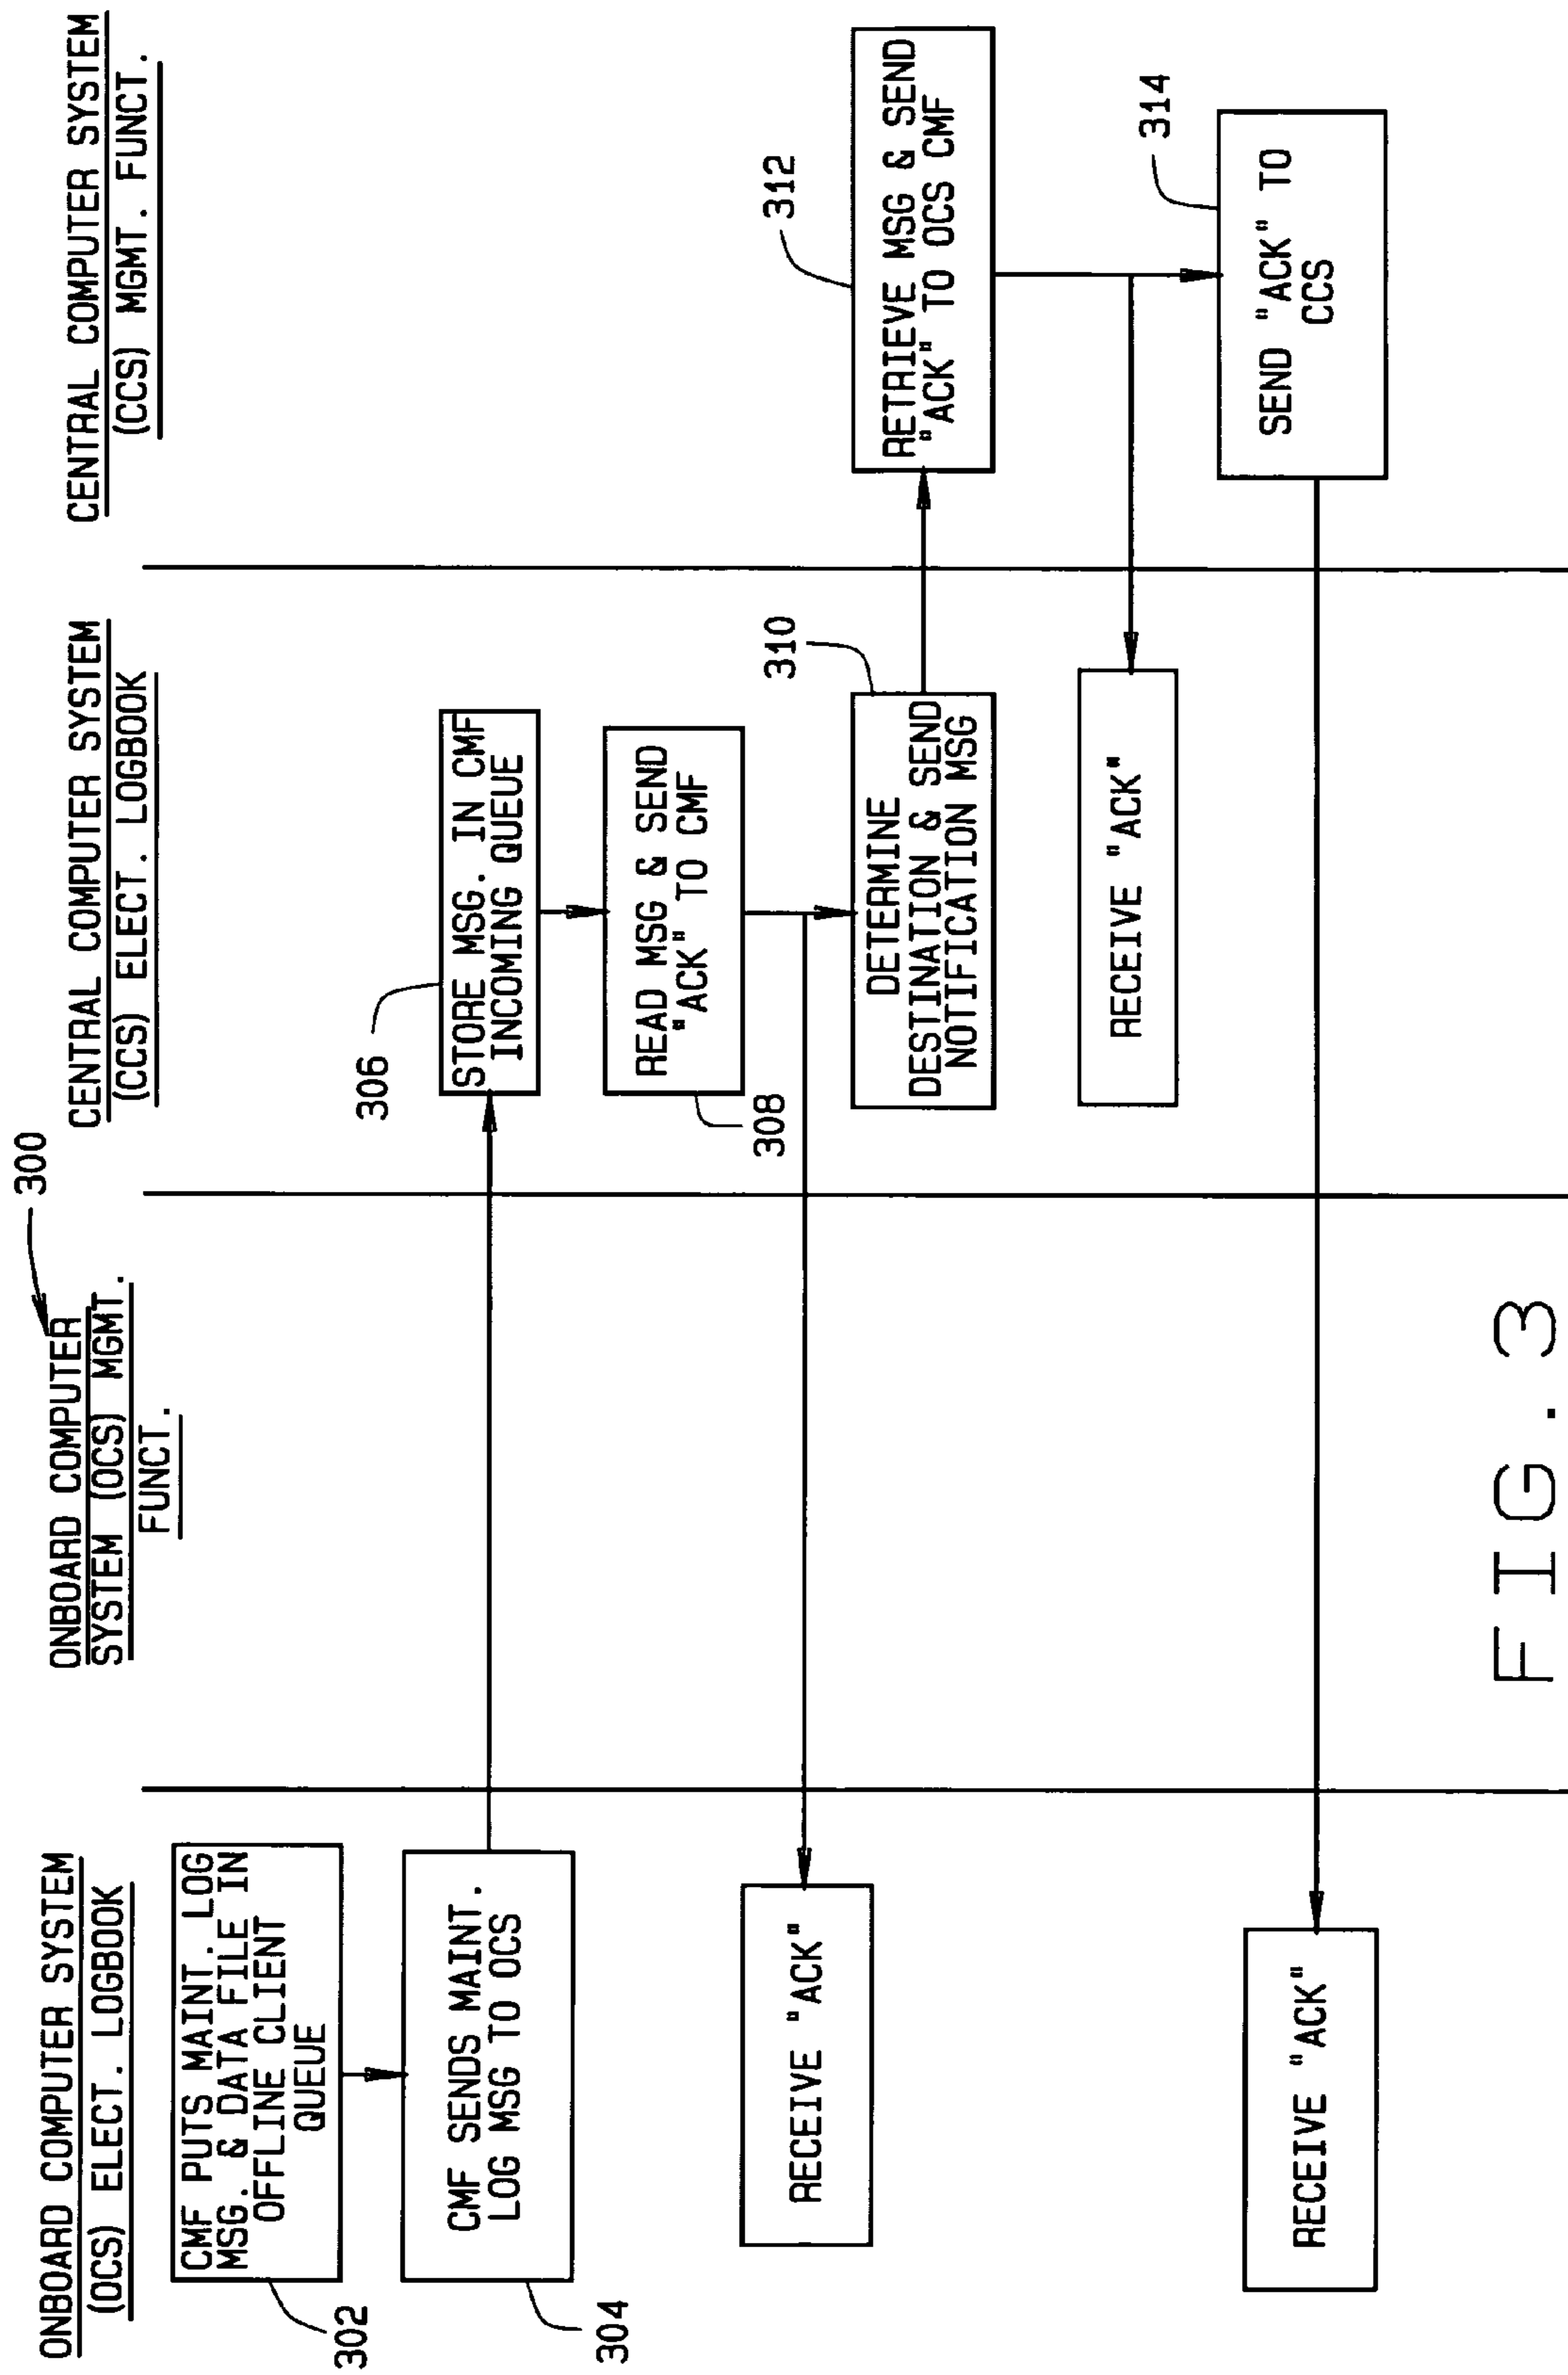 300
ONBOARD COMPUTER SYSTEM
(OCS) ELECT. LOGBOOK
ONBOARD COMPUTER
SYSTEM (OCS) MGMT.
FUNCT.
CENTRAL COMPUTER SYSTEM
(CCS) ELECT. LOGBOOK
CENTRAL COMPUTER SYSTEM
(CCS) MGMT. FUNCT.
302
CMF PUTS MAINT. LOG
MSG. & DATA FILE IN
OFFLINE CLIENT
QUEUE
304
CMF SENDS MAINT.
LOG MSG TO OCS
306
STORE MSG. IN CMF
INCOMING QUEUE
308
READ MSG & SEND
"ACK" TO CMF
RECEIVE "ACK"
310
DETERMINE
DESTINATION & SEND
NOTIFICATION MSG
312
RETRIEVE MSG & SEND
"ACK" TO OCS CMF
RECEIVE "ACK"
314
SEND "ACK" TO
CCS
RECEIVE "ACK"
FIG. 3